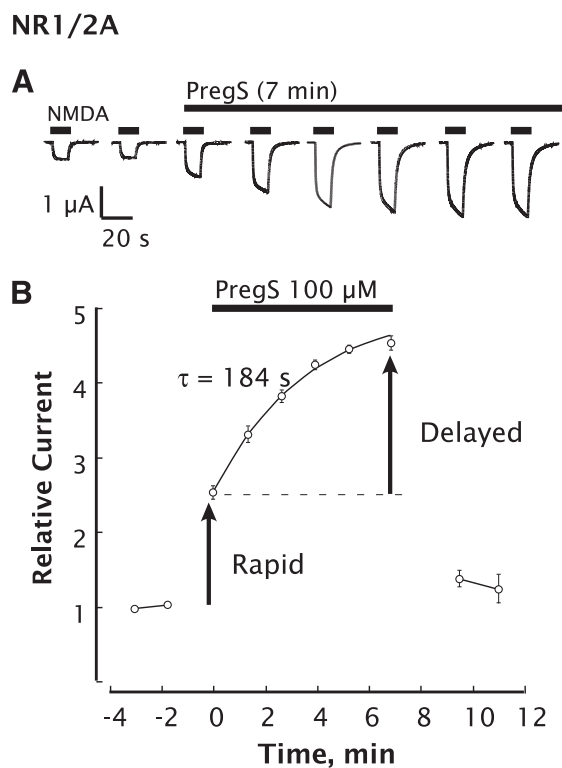 NR1/2A
A
PregS (7 min)
NMDA
1 µA
20 s
B
PregS 100 µM
5
τ = 184 s
4
Delayed
3
Relative Current
2
Rapid
1
-4 -2 0 2 4 6 8 10 12
Time, min